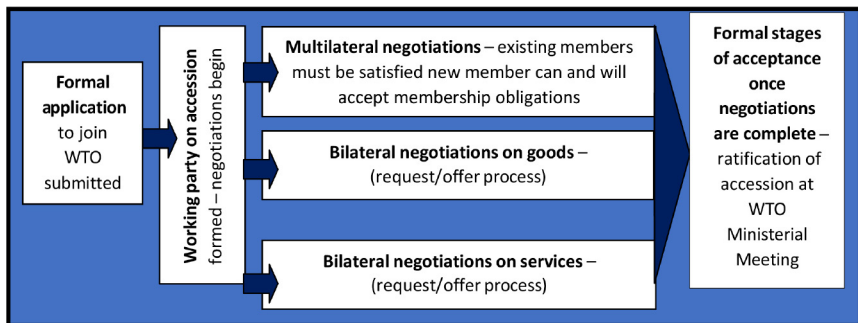 Formal
application
to join
WTO
submitted
Working party on accession
formed – negotiations begin
Multilateral negotiations – existing members
must be satisfied new member can and will
accept membership obligations
Bilateral negotiations on goods –
(request/offer process)
Bilateral negotiations on services –
(request/offer process)
Formal stages
of acceptance
once
negotiations
are complete –
ratification of
accession at
WTO
Ministerial
Meeting